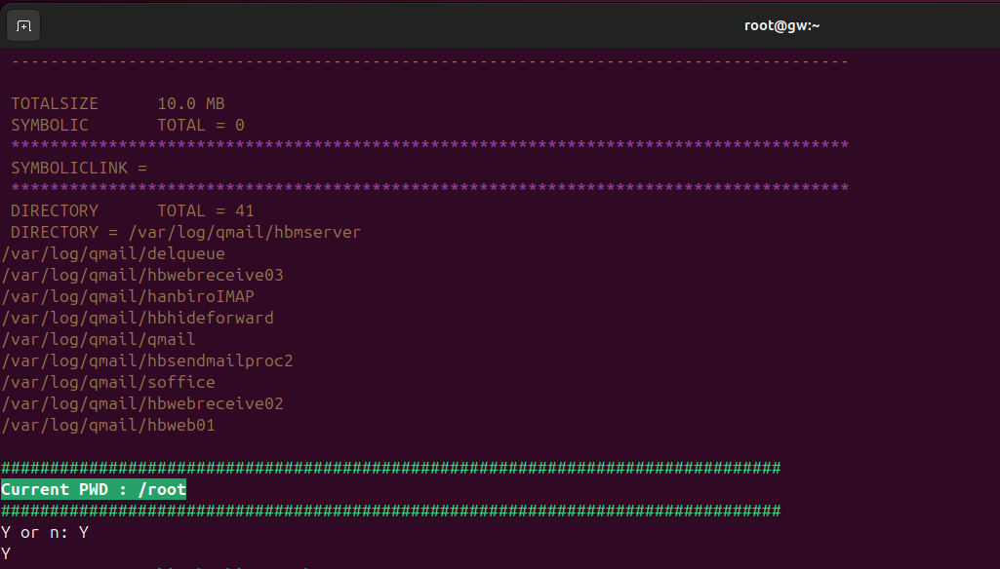 root@gw:~
--------------------------------------------------------------------------------------
TOTALSIZE      10.0 MB
SYMBOLIC       TOTAL = 0
**************************************************************************************
SYMBOLICLINK =
**************************************************************************************
DIRECTORY      TOTAL = 41
DIRECTORY = /var/log/qmail/hbmserver
/var/log/qmail/delqueue
/var/log/qmail/hbwebreceive03
/var/log/qmail/hanbiroIMAP
/var/log/qmail/hbhideforward
/var/log/qmail/qmail
/var/log/qmail/hbsendmailproc2
/var/log/qmail/soffice
/var/log/qmail/hbwebreceive02
/var/log/qmail/hbweb01
################################################################################
Current PWD : /root
################################################################################
Y or n: Y
Y